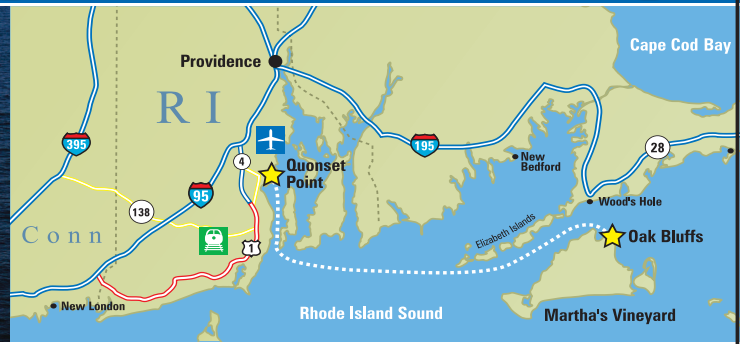 Cape Cod Bay
Providence
R I
395
195
4
28
Quonset
Point
New
Bedford
95
Wood's Hole
138
Elizabeth Islands
Conn
1
Oak Bluffs
New London
Rhode Island Sound
Martha's Vineyard